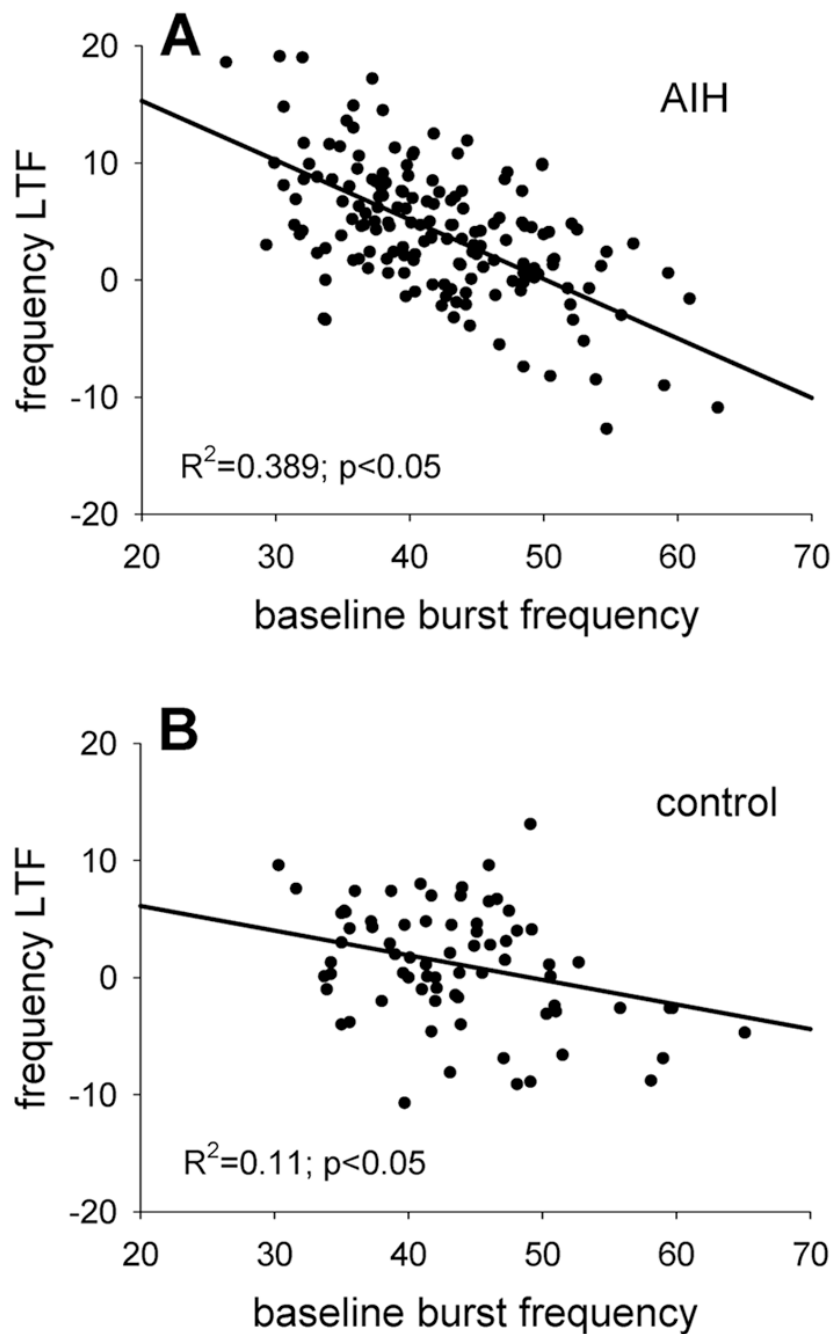 A
AIH
20
10
0
-10
-20
frequency LTF
R²=0.389; p<0.05
20 30 40 50 60 70
baseline burst frequency
B
control
20
10
0
-10
-20
frequency LTF
R²=0.11; p<0.05
20 30 40 50 60 70
baseline burst frequency